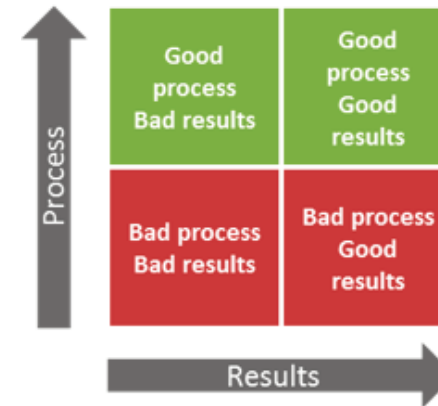 Process
Good
process
Bad results
Good
process
Good
results
Bad process
Bad results
Bad process
Good
results
Results